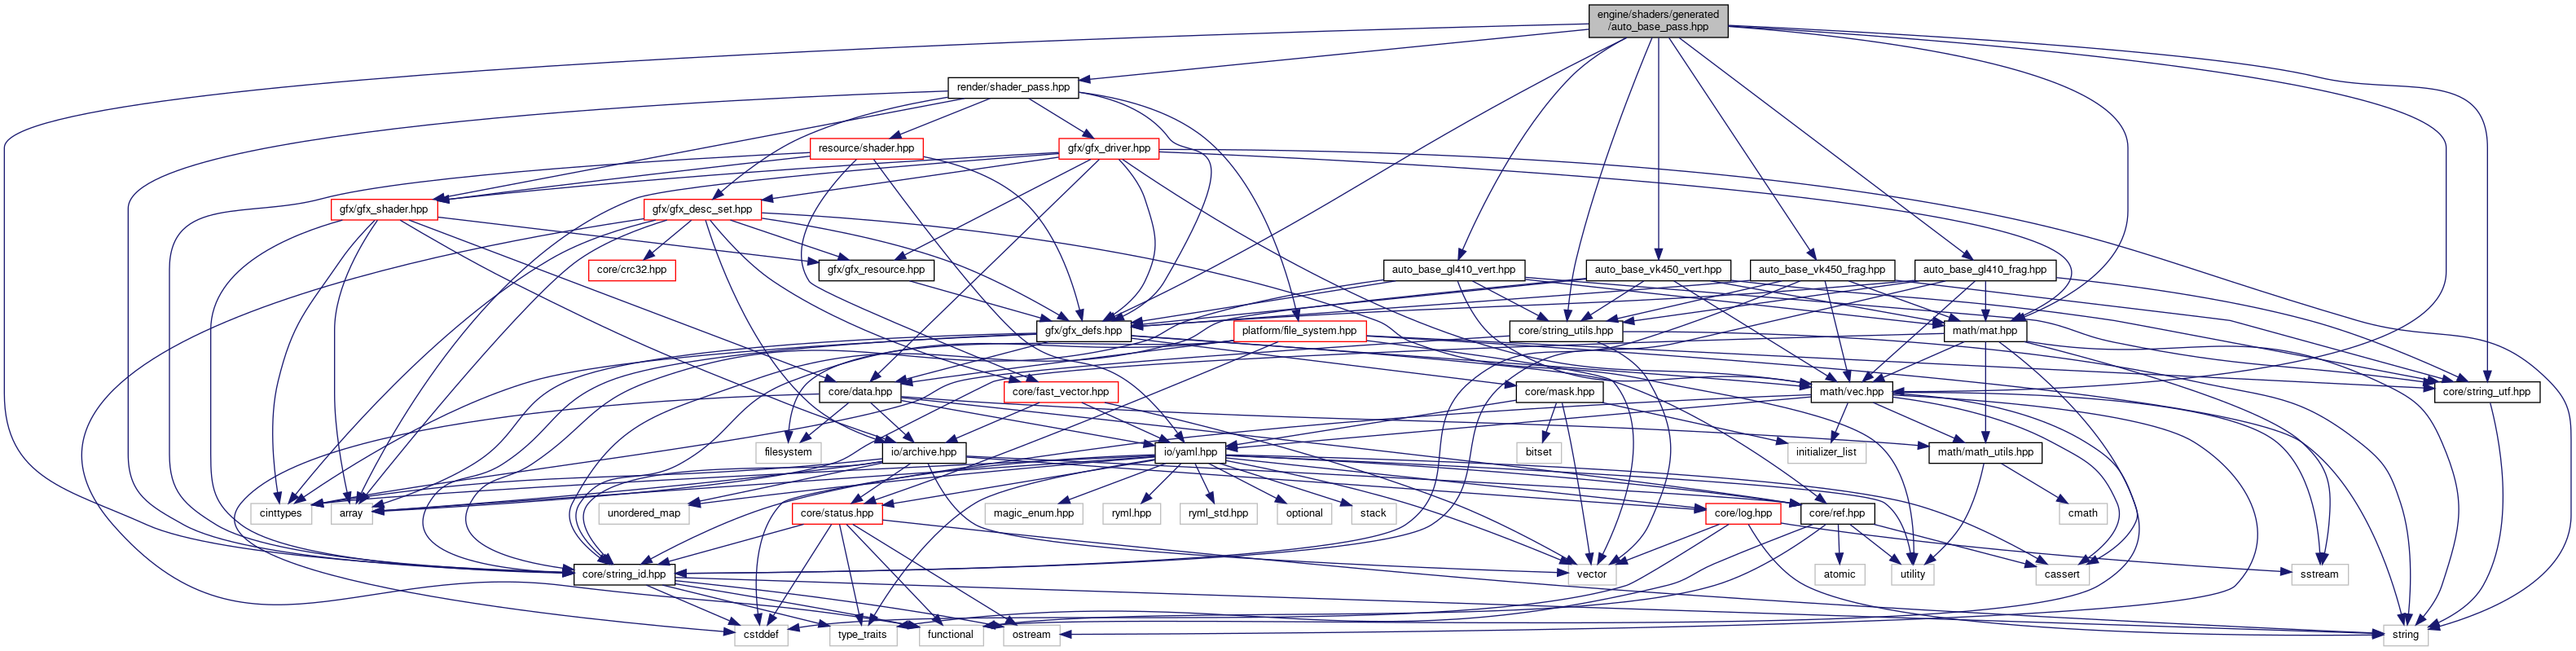 engine/shaders/generated
/auto_base_pass.hpp
render/shader_pass.hpp
resource/shader.hpp
gfx/gfx_driver.hpp
gfx/gfx_shader.hpp
gfx/gfx_desc_set.hpp
core/crc32.hpp
gfx/gfx_resource.hpp
auto_base_gl410_vert.hpp
auto_base_vk450_vert.hpp
auto_base_vk450_frag.hpp
auto_base_gl410_frag.hpp
gfx/gfx_defs.hpp
platform/file_system.hpp
core/string_utils.hpp
math/mat.hpp
core/data.hpp
core/fast_vector.hpp
core/mask.hpp
math/vec.hpp
core/string_utf.hpp
filesystem
io/archive.hpp
io/yaml.hpp
bitset
initializer_list
math/math_utils.hpp
cinttypes
array
unordered_map
core/status.hpp
magic_enum.hpp
ryml.hpp
ryml_std.hpp
optional
stack
core/log.hpp
core/ref.hpp
cmath
core/string_id.hpp
vector
atomic
utility
cassert
sstream
cstddef
type_traits
functional
ostream
string